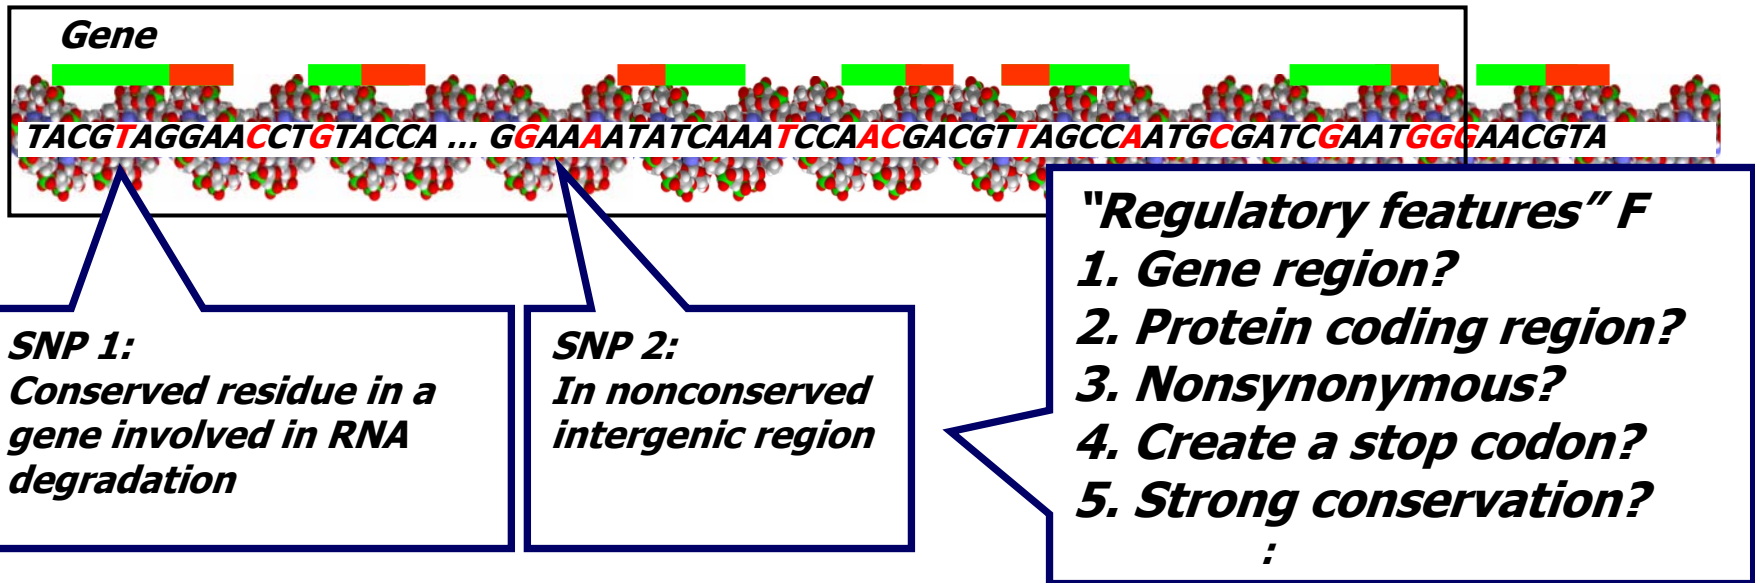 Gene
TACGTAGGAACCTGTACCA ... GGAAAATATCAAATCCAACGACGTTAGCCAATGCGATCGAATGGGAACGTA
SNP 1:
Conserved residue in a
gene involved in RNA
degradation
SNP 2:
In nonconserved
intergenic region
“Regulatory features” F
1. Gene region?
2. Protein coding region?
3. Nonsynonymous?
4. Create a stop codon?
5. Strong conservation?
: